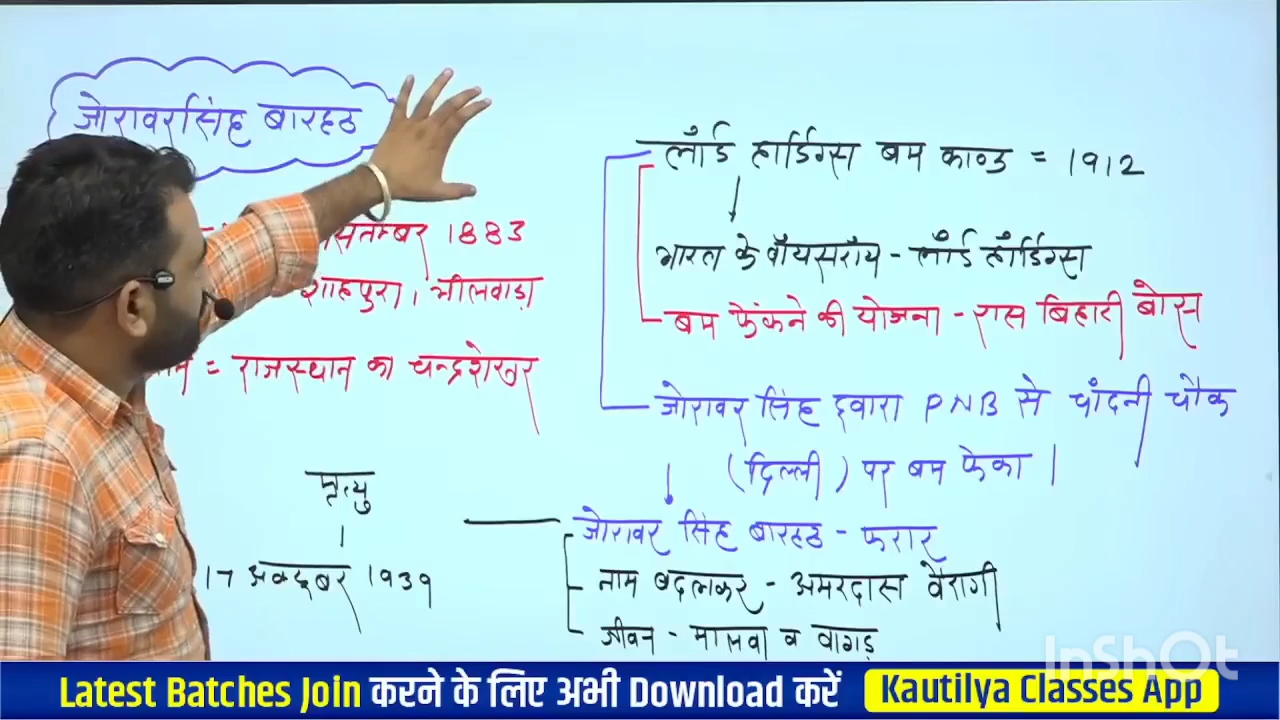 जोरावरसिंह बारहठ
सितम्बर 1883
शाहपुरा, भीलवाड़ा
= राजस्थान का चन्द्रशेखर
मृत्यु
17 अक्टूबर 1939
लॉर्ड हार्डिंग्स बम काण्ड = 1912
भारत के वॉयसरॉय - लॉर्ड हॉर्डिंग्स
बम फेंकने की योजना - रास बिहारी बोस
जोरावर सिंह द्वारा PNB से चाँदनी चौक
(दिल्ली) पर बम फेका।
जोरावर सिंह बारहठ - फरार
नाम बदलकर - अमरदास वैरागी
जीवन - मालवा व वागड़
InShOt
Latest Batches Join करने के लिए अभी Download करें Kautilya Classes App